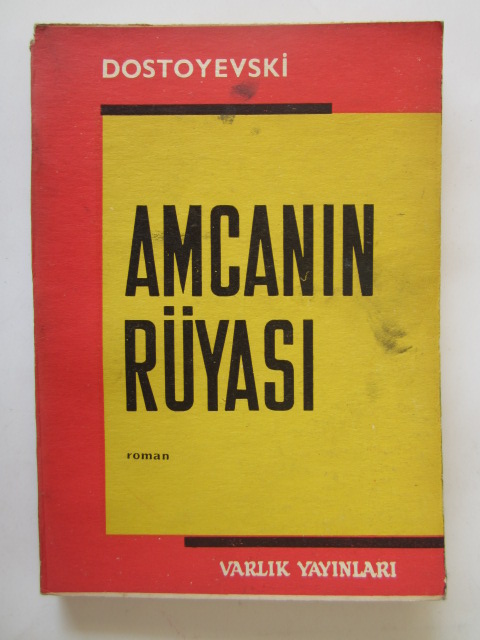 DOSTOYEVSKİ
AMCANIN
RÜYASI
roman
VARLIK YAYINLARI